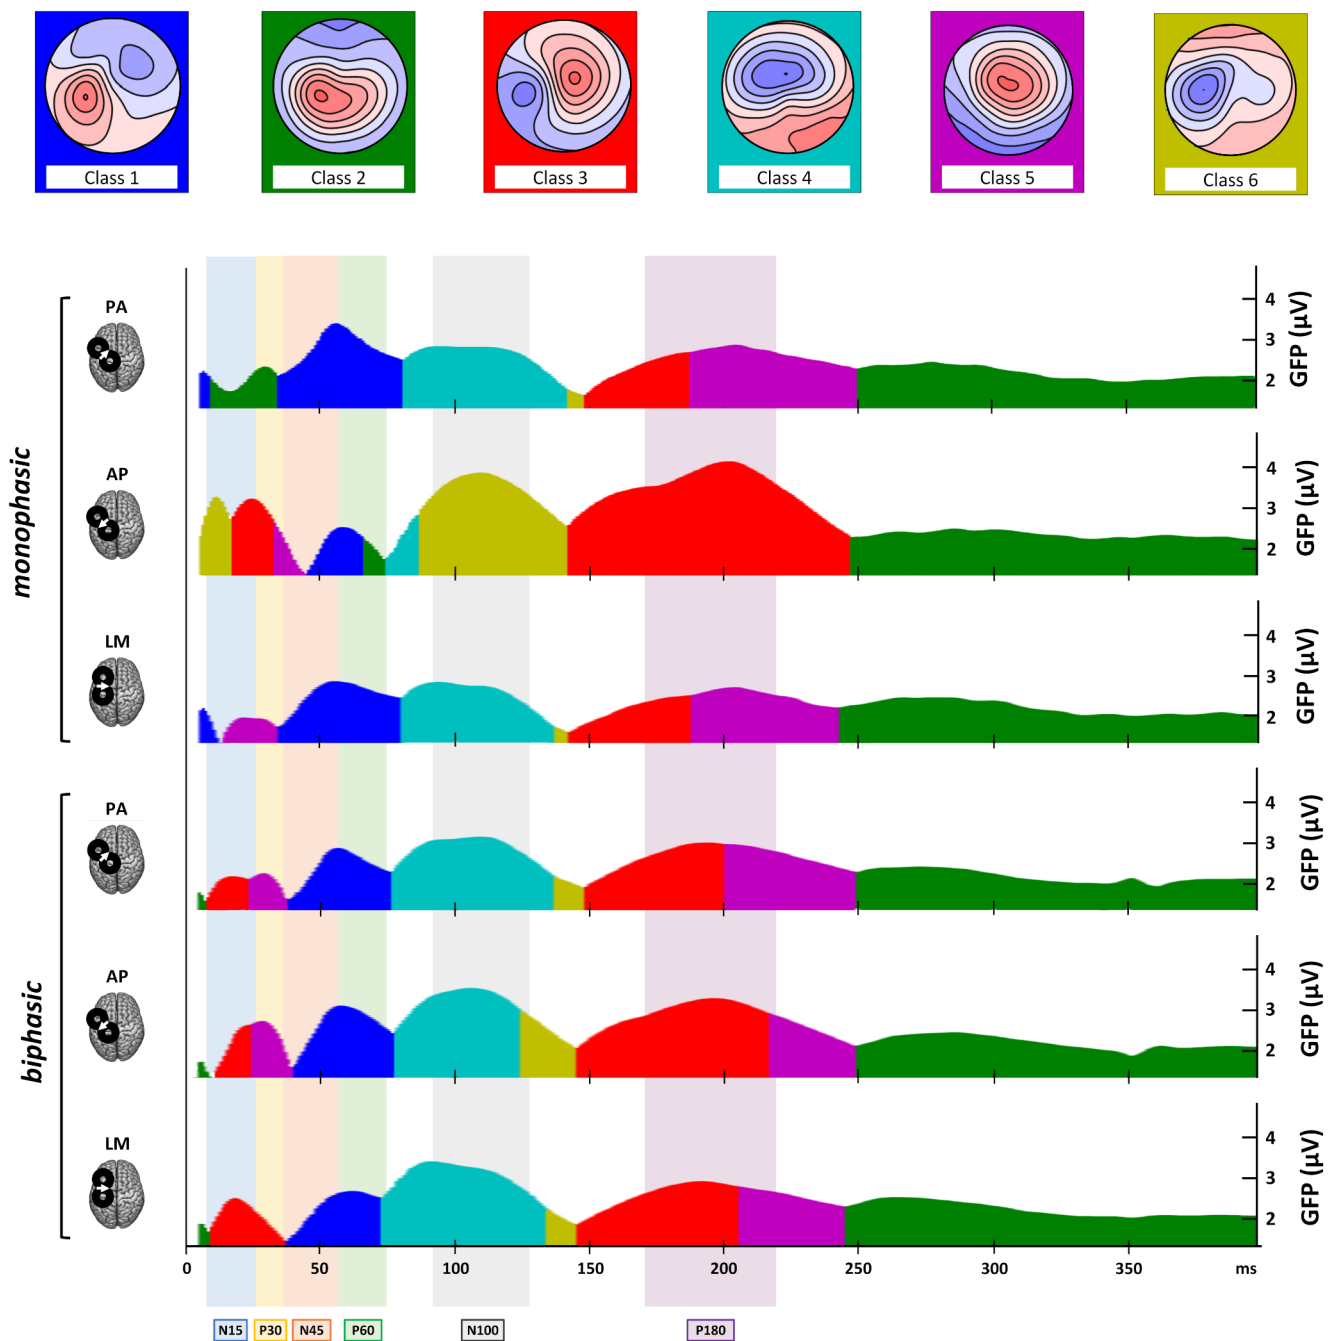 Class 1
Class 2
Class 3
Class 4
Class 5
Class 6
monophasic
PA
4
3
2
GFP (µV)
AP
4
3
2
GFP (µV)
LM
4
3
2
GFP (µV)
biphasic
PA
4
3
2
GFP (µV)
AP
4
3
2
GFP (µV)
LM
4
3
2
GFP (µV)
0 50 100 150 200 250 300 350 ms
N15 P30 N45 P60 N100 P180